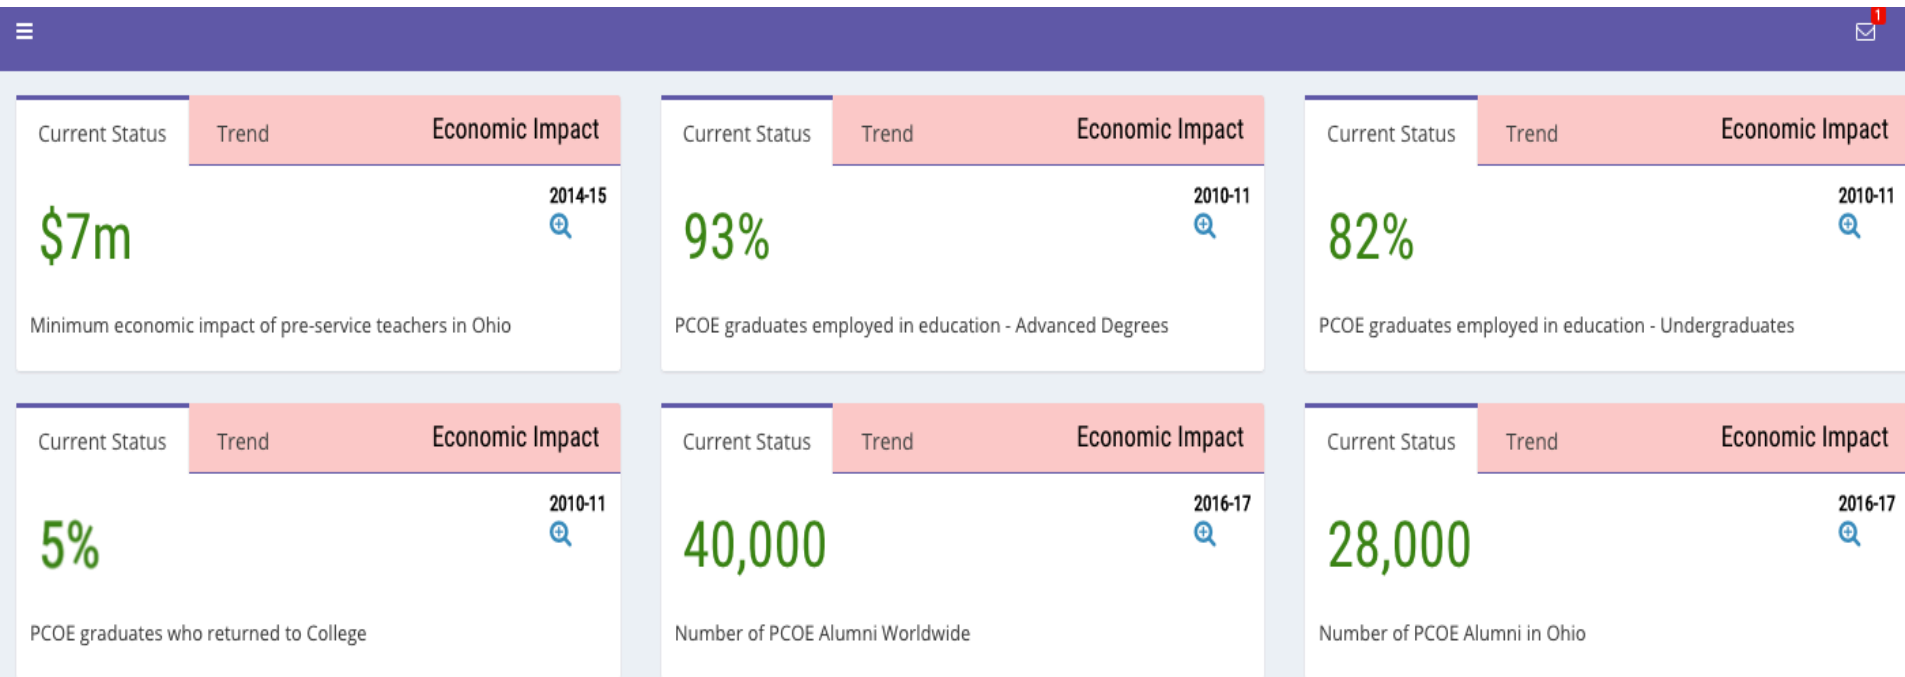 1
Current Status Trend Economic Impact
2014-15
$7m
Minimum economic impact of pre-service teachers in Ohio
Current Status Trend Economic Impact
2010-11
93%
PCOE graduates employed in education - Advanced Degrees
Current Status Trend Economic Impact
2010-11
82%
PCOE graduates employed in education - Undergraduates
Current Status Trend Economic Impact
2010-11
5%
PCOE graduates who returned to College
Current Status Trend Economic Impact
2016-17
40,000
Number of PCOE Alumni Worldwide
Current Status Trend Economic Impact
2016-17
28,000
Number of PCOE Alumni in Ohio